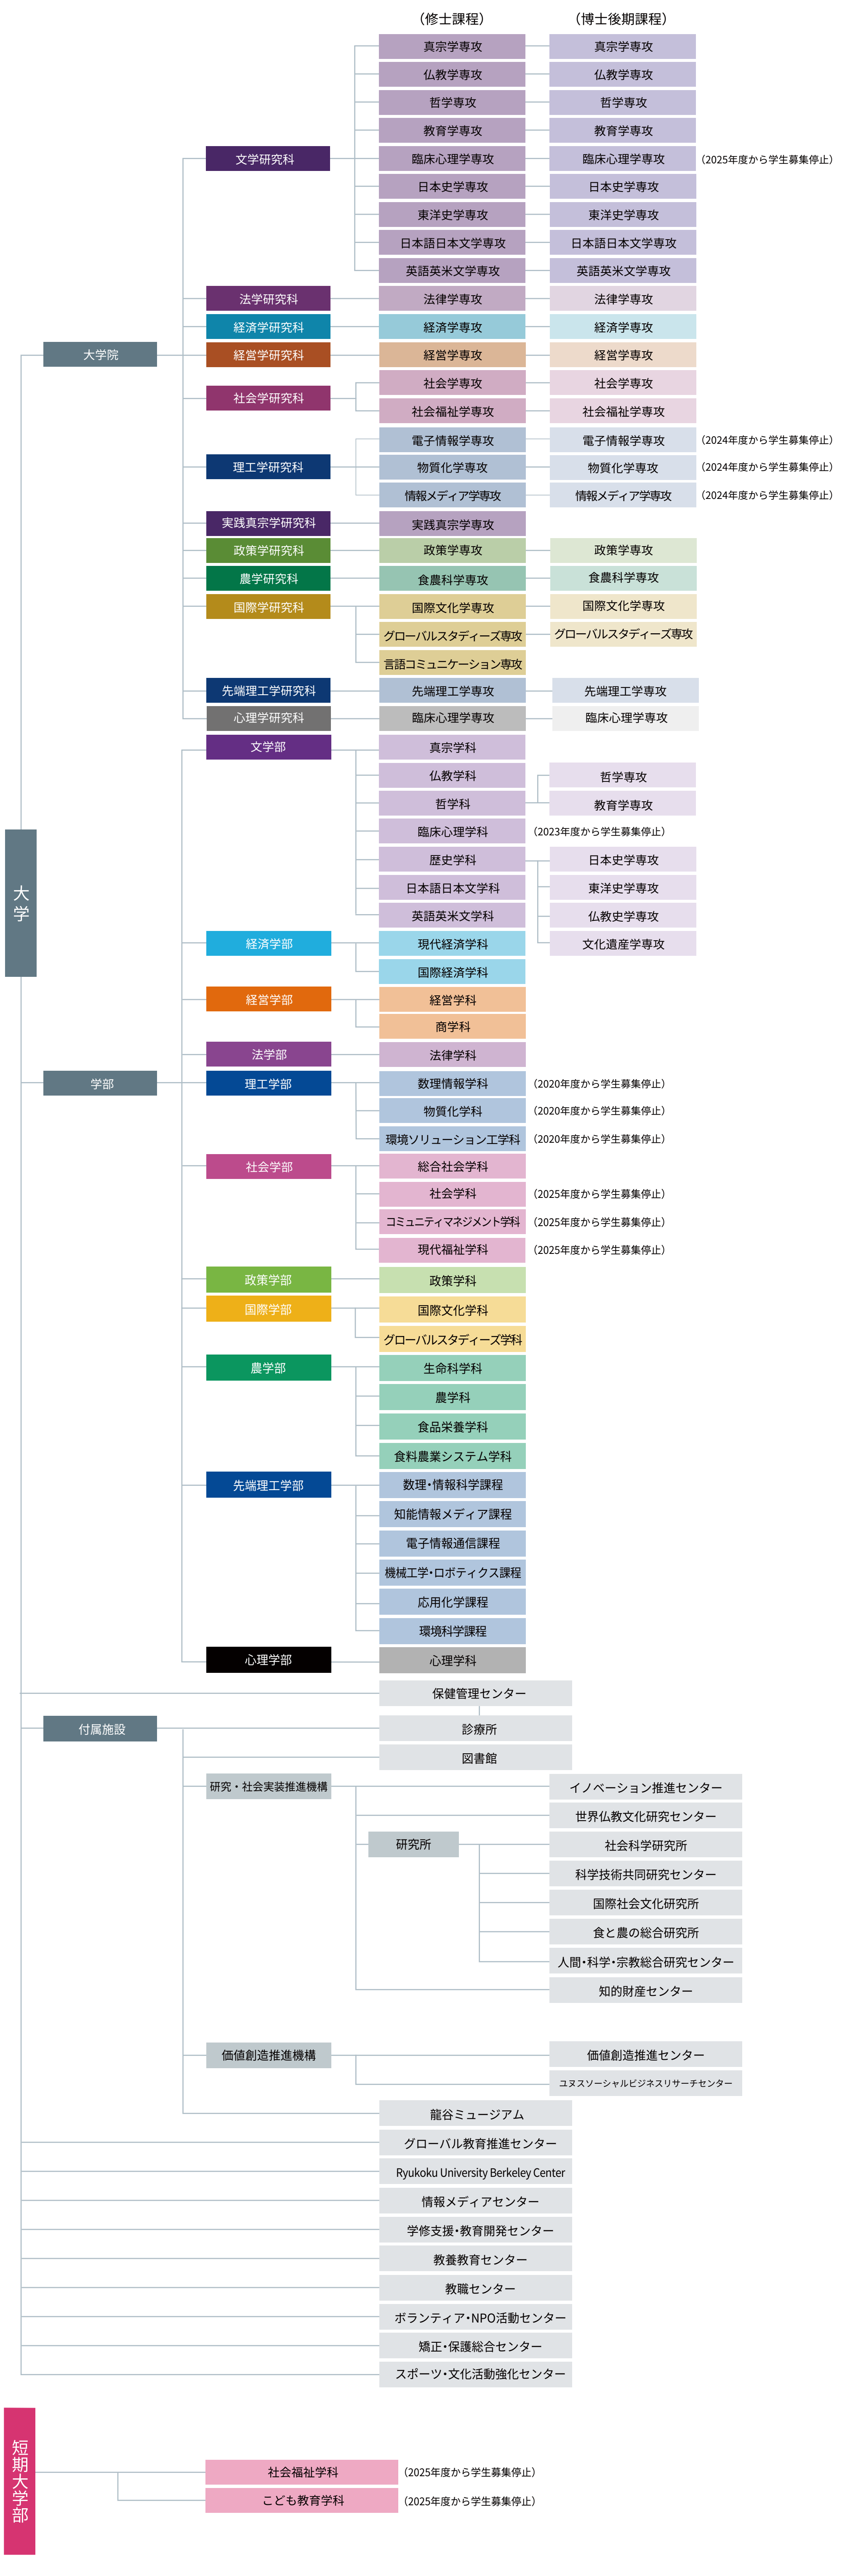 （修士課程）　（博士後期課程）
真宗学専攻　真宗学専攻
仏教学専攻　仏教学専攻
哲学専攻　哲学専攻
教育学専攻　教育学専攻
文学研究科　臨床心理学専攻　臨床心理学専攻　（2025年度から学生募集停止）
日本史学専攻　日本史学専攻
東洋史学専攻　東洋史学専攻
日本語日本文学専攻　日本語日本文学専攻
英語英米文学専攻　英語英米文学専攻
法学研究科　法律学専攻　法律学専攻
経済学研究科　経済学専攻　経済学専攻
大学院　経営学研究科　経営学専攻　経営学専攻
社会学専攻　社会学専攻
社会学研究科
社会福祉学専攻　社会福祉学専攻
電子情報学専攻　電子情報学専攻　（2024年度から学生募集停止）
理工学研究科　物質化学専攻　物質化学専攻　（2024年度から学生募集停止）
情報メディア学専攻　情報メディア学専攻　（2024年度から学生募集停止）
実践真宗学研究科　実践真宗学専攻
政策学研究科　政策学専攻　政策学専攻
農学研究科　食農科学専攻　食農科学専攻
国際学研究科　国際文化学専攻　国際文化学専攻
グローバルスタディーズ専攻　グローバルスタディーズ専攻
言語コミュニケーション専攻
先端理工学研究科　先端理工学専攻　先端理工学専攻
心理学研究科　臨床心理学専攻　臨床心理学専攻
文学部　真宗学科
仏教学科　哲学専攻
哲学科　教育学専攻
臨床心理学科　（2023年度から学生募集停止）
歴史学科　日本史学専攻
大学
日本語日本文学科　東洋史学専攻
英語英米文学科　仏教史学専攻
経済学部　現代経済学科　文化遺産学専攻
国際経済学科
経営学部　経営学科
商学科
法学部　法律学科
学部　理工学部　数理情報学科　（2020年度から学生募集停止）
物質化学科　（2020年度から学生募集停止）
環境ソリューション工学科　（2020年度から学生募集停止）
社会学部　総合社会学科
社会学科　（2025年度から学生募集停止）
コミュニティマネジメント学科　（2025年度から学生募集停止）
現代福祉学科　（2025年度から学生募集停止）
政策学部　政策学科
国際学部　国際文化学科
グローバルスタディーズ学科
農学部　生命科学科
農学科
食品栄養学科
食料農業システム学科
先端理工学部　数理・情報科学課程
知能情報メディア課程
電子情報通信課程
機械工学・ロボティクス課程
応用化学課程
環境科学課程
心理学部　心理学科
保健管理センター
付属施設　診療所
図書館
研究・社会実装推進機構　イノベーション推進センター
世界仏教文化研究センター
研究所　社会科学研究所
科学技術共同研究センター
国際社会文化研究所
食と農の総合研究所
人間・科学・宗教総合研究センター
知的財産センター
価値創造推進機構　価値創造推進センター
ユヌスソーシャルビジネスリサーチセンター
龍谷ミュージアム
グローバル教育推進センター
Ryukoku University Berkeley Center
情報メディアセンター
学修支援・教育開発センター
教養教育センター
教職センター
ボランティア・NPO活動センター
矯正・保護総合センター
スポーツ・文化活動強化センター
短期大学部
社会福祉学科　（2025年度から学生募集停止）
こども教育学科　（2025年度から学生募集停止）